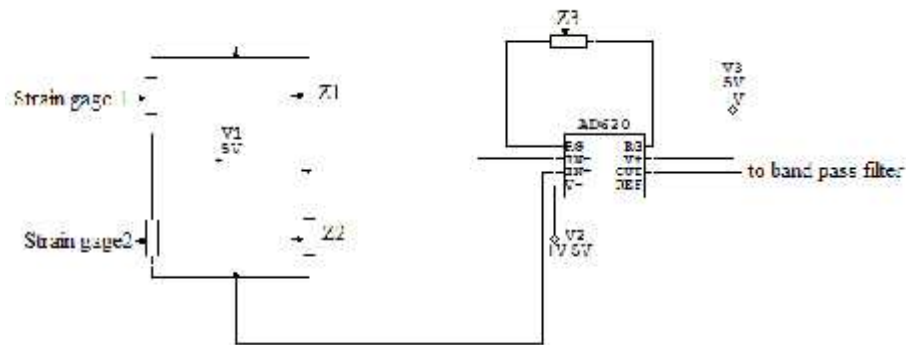 Z3
Strain gage 1
Z1
V1
5V
V3
5V
V
AD620
RG RG
IN- V+
IN+ OUT
V- REF
to band pass filter
Strain gage2
Z2
V2
5V